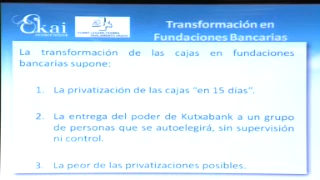 Ekai
Transformación en
Fundaciones Bancarias
La transformación de las cajas en fundaciones
bancarias supone:
1. La privatización de las cajas "en 15 días".
2. La entrega del poder de Kutxabank a un grupo
de personas que se autoelegirá, sin supervisión
ni control.
3. La peor de las privatizaciones posibles.